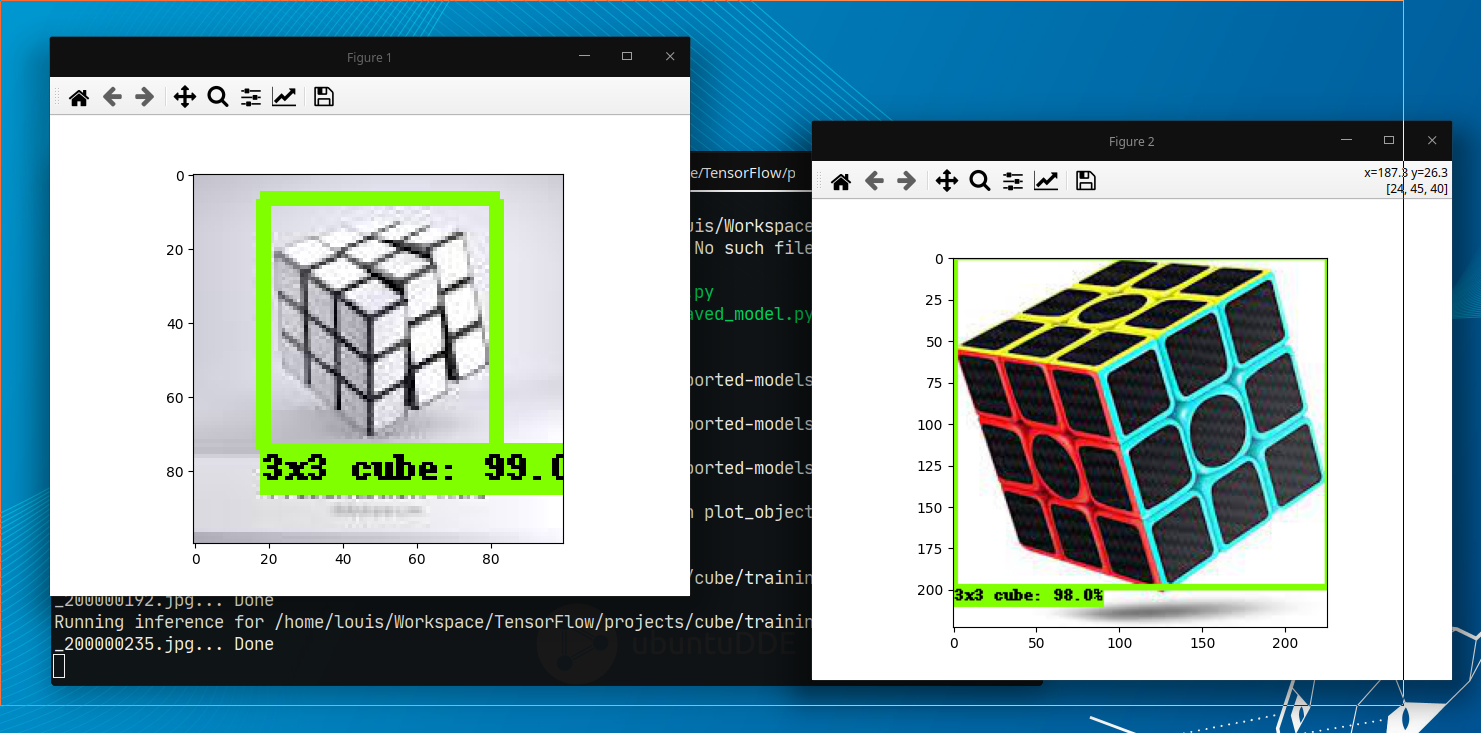 Figure 1
0
20
40
60
80
0
20
40
60
80
3x3 cube: 99.0
e/TensorFlow/p
uis/Workspace
No such file
.py
aved_model.py
ported-models
ported-models
ported-models
n plot_object
/cube/trainin
_200000192.jpg... Done
Running inference for /home/louis/Workspace/TensorFlow/projects/cube/trainin
_200000235.jpg... Done
ubuntuDDE
Figure 2
x=187.3 y=26.3
[24, 45, 40]
0
25
50
75
100
125
150
175
200
0
50
100
150
200
3x3 cube: 98.0%